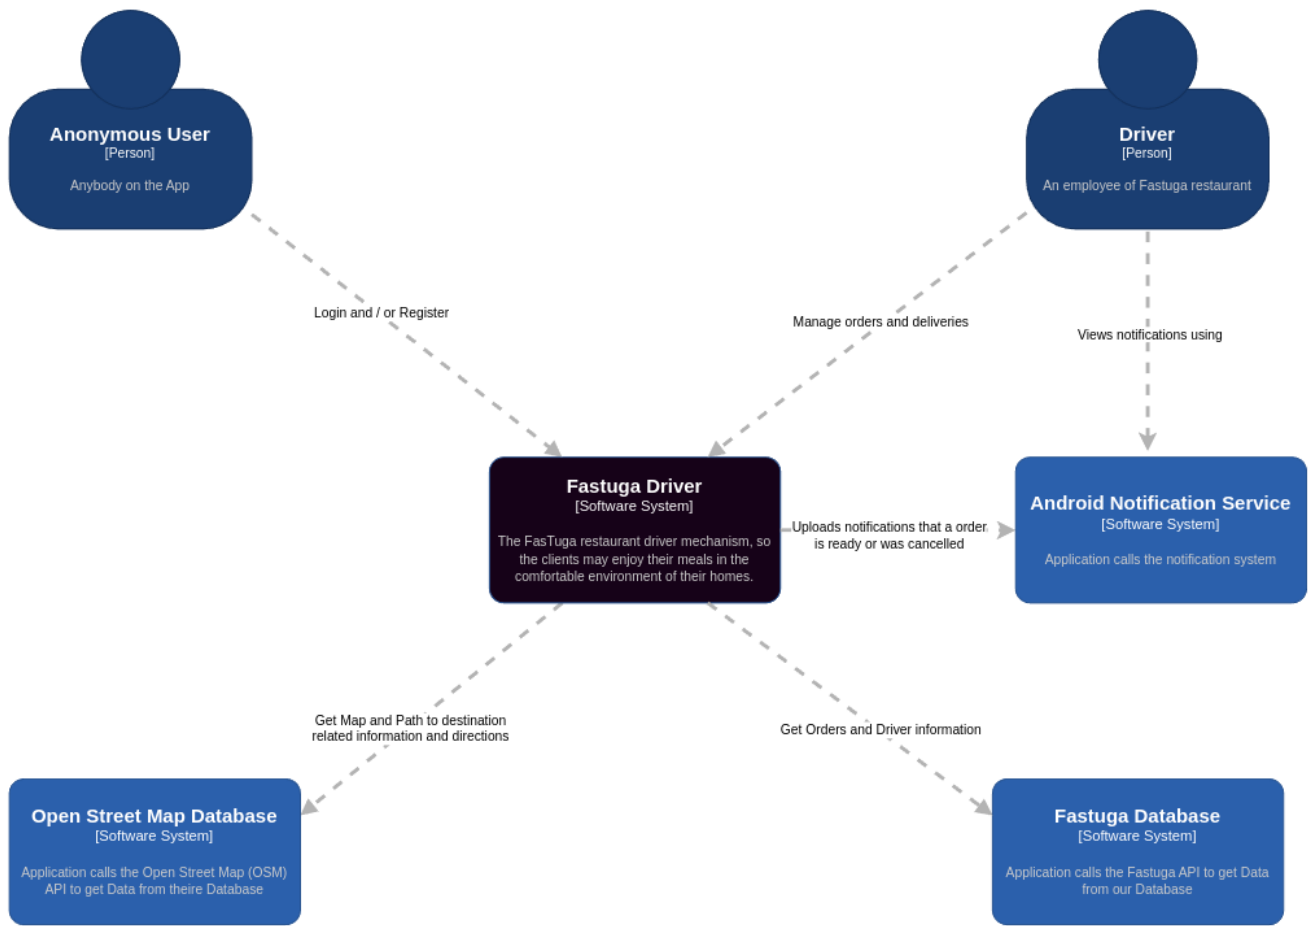 Anonymous User
[Person]
Anybody on the App
Driver
[Person]
An employee of Fastuga restaurant
Login and / or Register
Manage orders and deliveries
Views notifications using
Fastuga Driver
[Software System]
The FasTuga restaurant driver mechanism, so
the clients may enjoy their meals in the
comfortable environment of their homes.
Uploads notifications that a order
is ready or was cancelled
Android Notification Service
[Software System]
Application calls the notification system
Get Map and Path to destination
related information and directions
Get Orders and Driver information
Open Street Map Database
[Software System]
Application calls the Open Street Map (OSM)
API to get Data from theire Database
Fastuga Database
[Software System]
Application calls the Fastuga API to get Data
from our Database